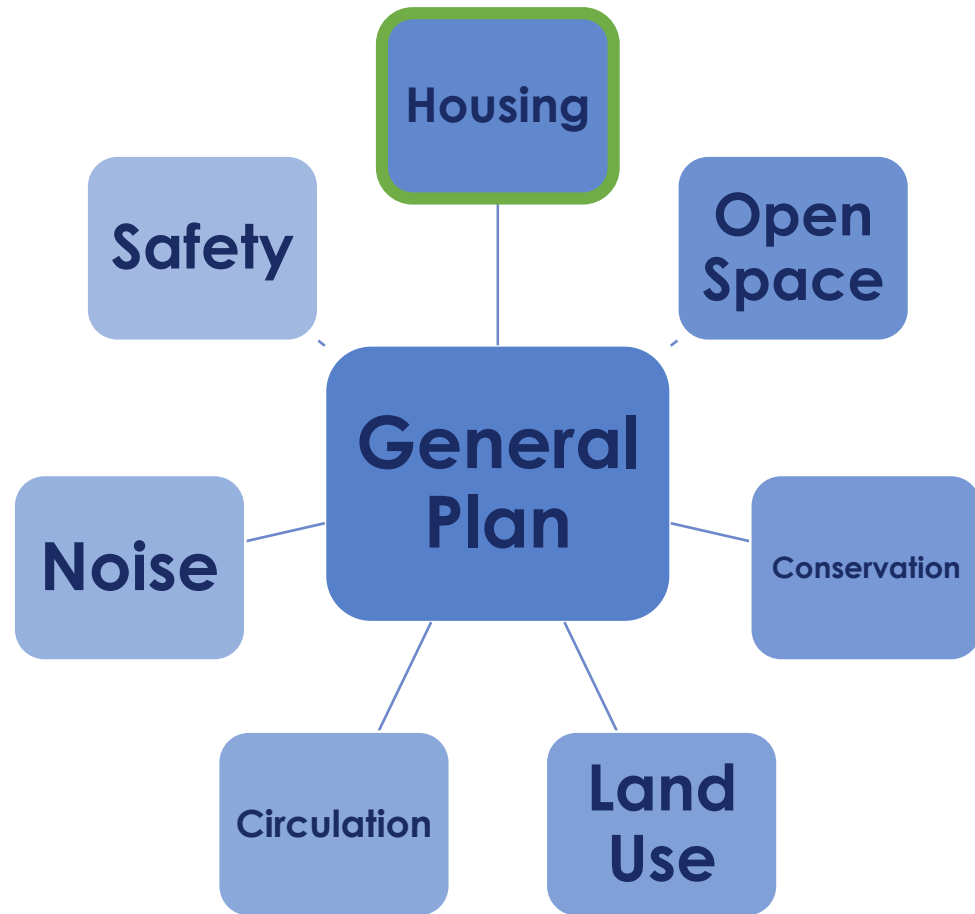 Housing
Open
Space
Safety
General
Plan
Noise
Conservation
Circulation
Land
Use